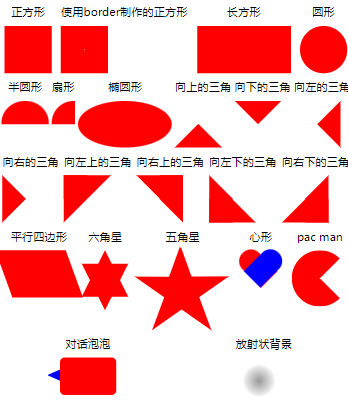 正方形 使用border制作的正方形 长方形 圆形
半圆形 扇形 椭圆形 向上的三角 向下的三角 向左的三角
向右的三角 向左上的三角 向右上的三角 向左下的三角 向右下的三角
平行四边形 六角星 五角星 心形 pac man
对话泡泡 放射状背景